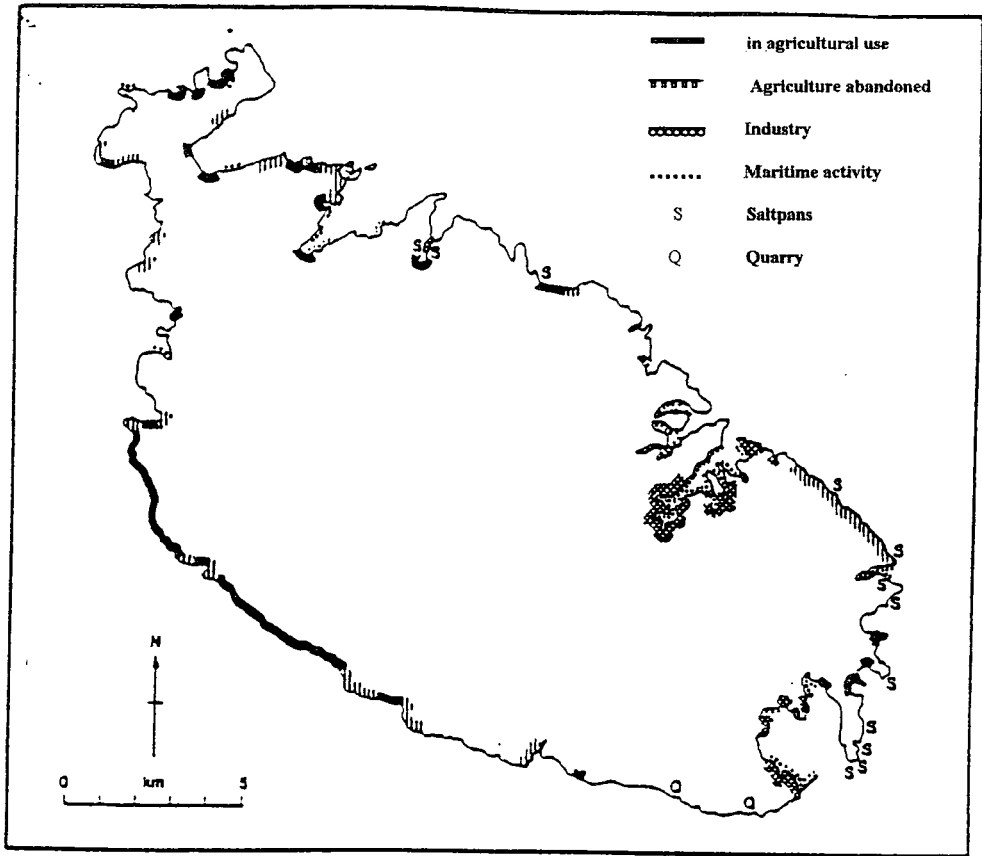 in agricultural use
Agriculture abandoned
Industry
Maritime activity
S Saltpans
Q Quarry
S S
S
S
S
S
S
S
S
S
S S
Q Q
N
0 km 5